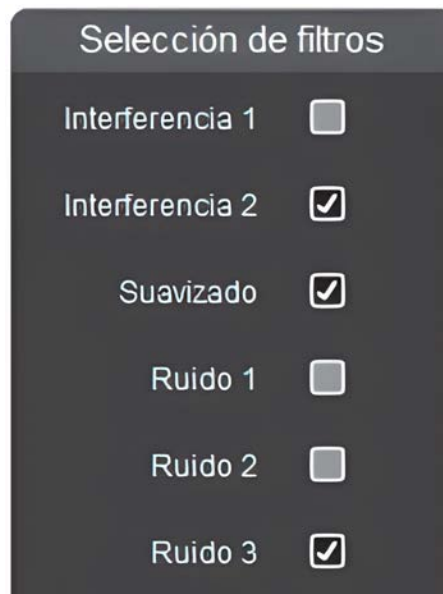 Selección de filtros
Interferencia 1
Interferencia 2
Suavizado
Ruido 1
Ruido 2
Ruido 3